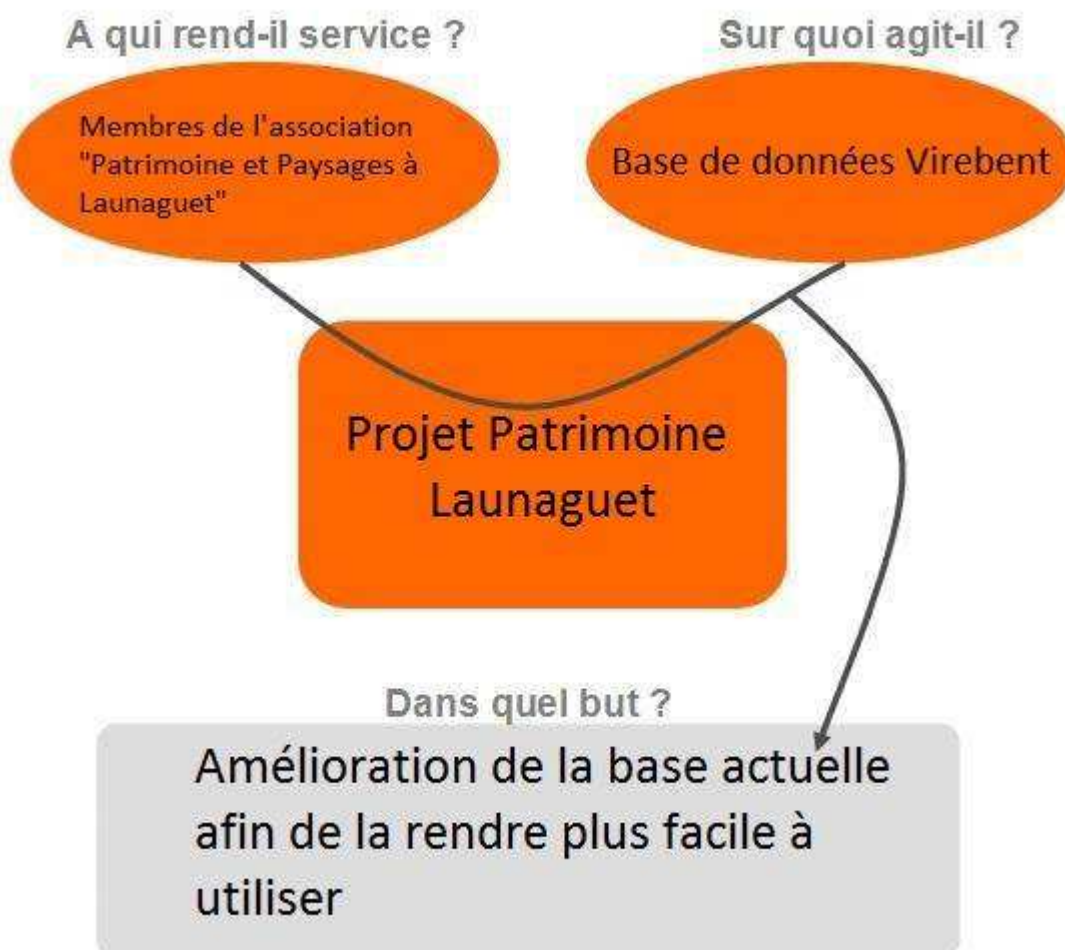 A qui rend-il service ?
Sur quoi agit-il ?
Membres de l'association
"Patrimoine et Paysages à
Launaguet"
Base de données Virebent
Projet Patrimoine
Launaguet
Dans quel but ?
Amélioration de la base actuelle
afin de la rendre plus facile à
utiliser